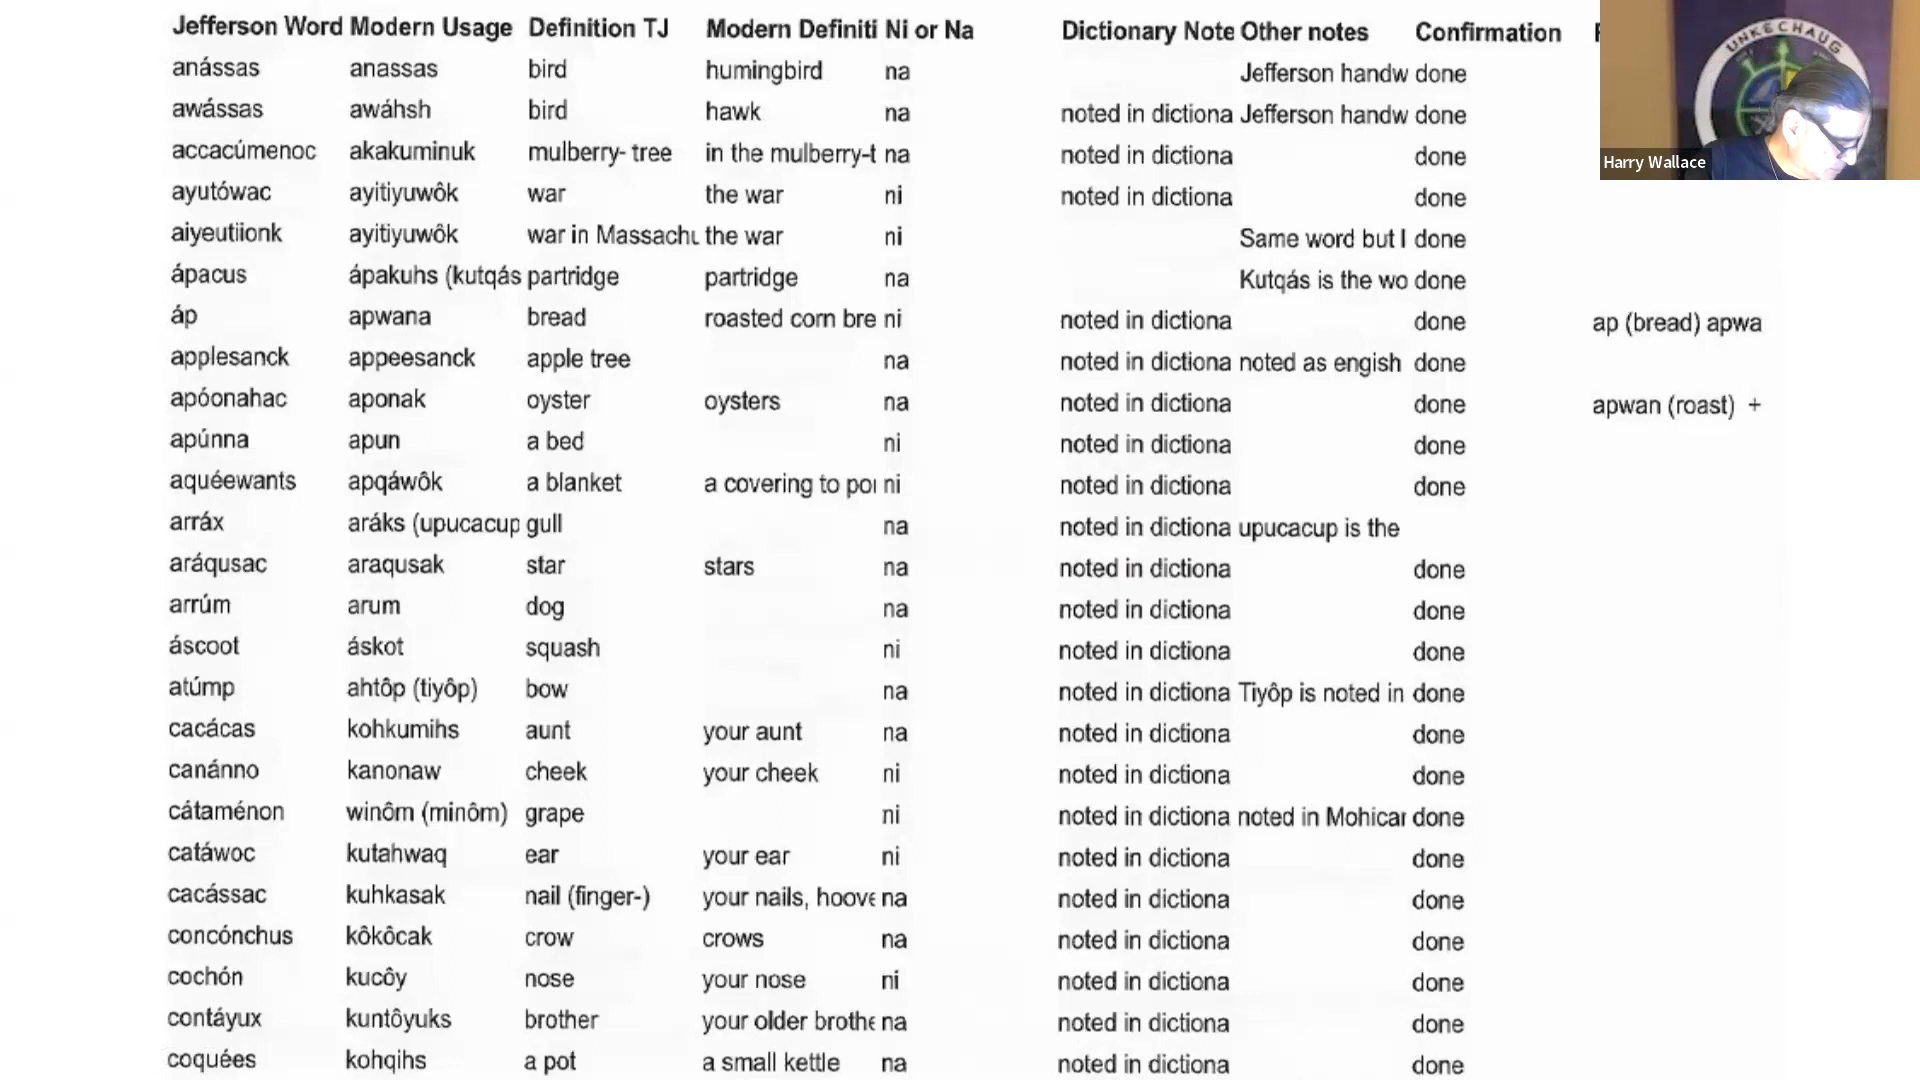 Jefferson Word Modern Usage Definition TJ Modern Definiti Ni or Na Dictionary Note Other notes Confirmation
anássas anassas bird humingbird na Jefferson handw done
awássas awáhsh bird hawk na noted in dictiona Jefferson handw done
accacúmenoc akakuminuk mulberry- tree in the mulberry-t na noted in dictiona done
ayutówac ayitiyuwôk war the war ni noted in dictiona done
aiyeutiionk ayitiyuwôk war in Massachu the war ni Same word but l done
ápacus ápakuhs (kutqás partridge partridge na Kutqás is the wo done
áp apwana bread roasted corn bre ni noted in dictiona done ap (bread) apwa
applesanck appeesanck apple tree na noted in dictiona noted as engish done
apóonahac aponak oyster oysters na noted in dictiona done apwan (roast) +
apúnna apun a bed ni noted in dictiona done
aquéewants apqáwôk a blanket a covering to por ni noted in dictiona done
arráx aráks (upucacup gull na noted in dictiona upucacup is the
aráqusac araqusak star stars na noted in dictiona done
arrúm arum dog na noted in dictiona done
áscoot áskot squash ni noted in dictiona done
atúmp ahtôp (tiyôp) bow na noted in dictiona Tiyôp is noted in done
cacácas kohkumihs aunt your aunt na noted in dictiona done
canánno kanonaw cheek your cheek ni noted in dictiona done
cátaménon winôm (minôm) grape ni noted in dictiona noted in Mohican done
catáwoc kutahwaq ear your ear ni noted in dictiona done
cacássac kuhkasak nail (finger-) your nails, hoove na noted in dictiona done
concónchus kôkôcak crow crows na noted in dictiona done
cochón kucôy nose your nose ni noted in dictiona done
contáyux kuntôyuks brother your older brothe na noted in dictiona done
coquées kohqihs a pot a small kettle na noted in dictiona done
UNKECHAUG
Harry Wallace